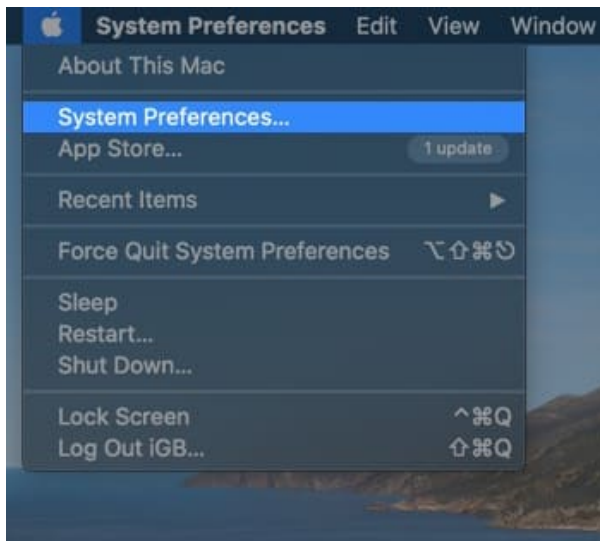 System Preferences Edit View Window
About This Mac
System Preferences...
App Store... 1 update
Recent Items ▶
Force Quit System Preferences ⌥⇧⌘⎋
Sleep
Restart...
Shut Down...
Lock Screen ^⌘Q
Log Out iGB... ⇧⌘Q